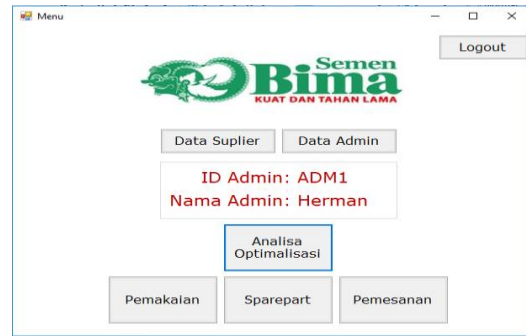 Menu
Logout
Semen
Bima
KUAT DAN TAHAN LAMA
Data Suplier
Data Admin
ID Admin: ADM1
Nama Admin: Herman
Analisa
Optimalisasi
Pemakaian
Sparepart
Pemesanan